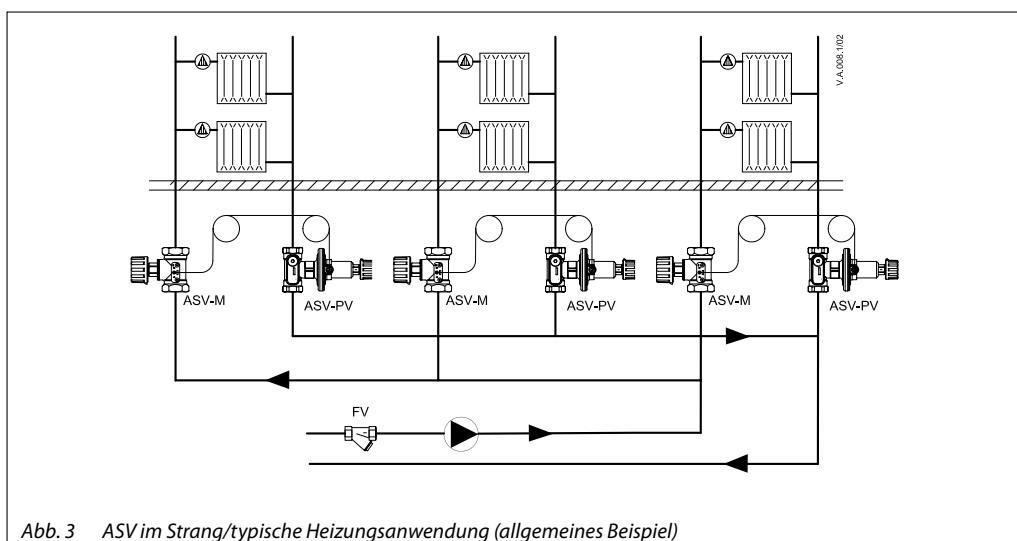 V.A.008.1/02
ASV-M
ASV-PV
ASV-M
ASV-PV
ASV-M
ASV-PV
FV
Abb. 3 ASV im Strang/typische Heizungsanwendung (allgemeines Beispiel)